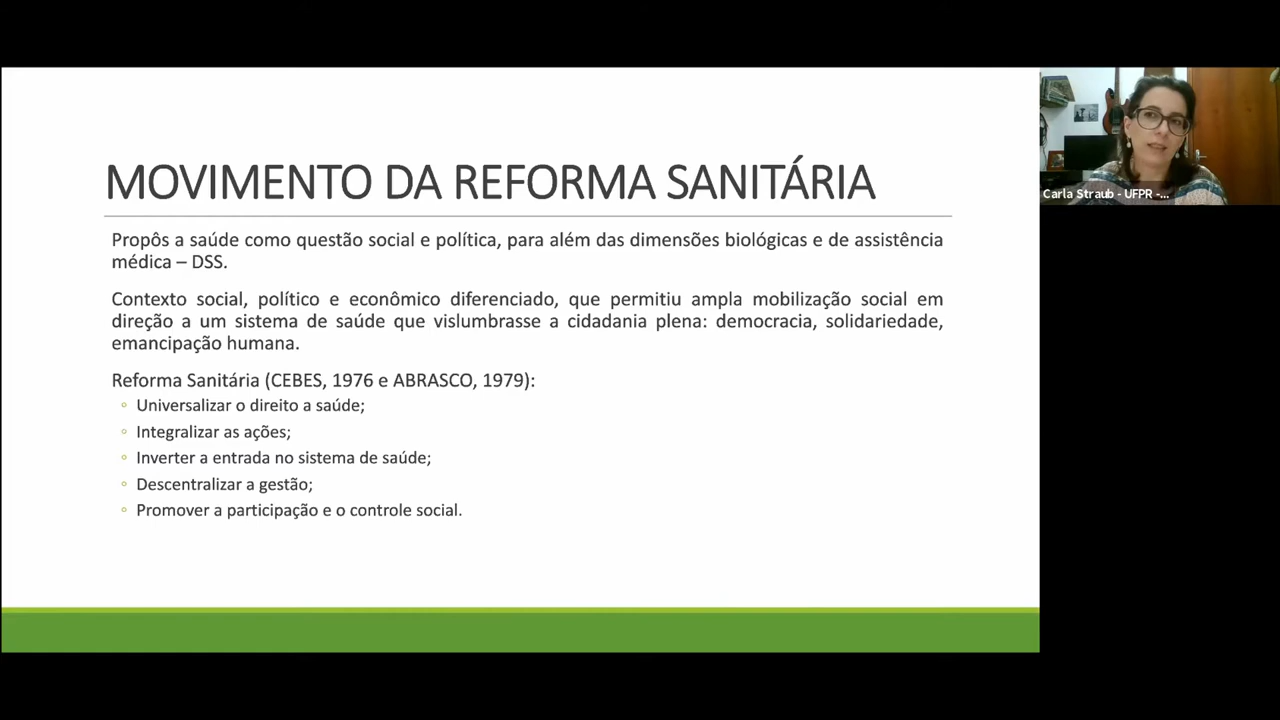 MOVIMENTO DA REFORMA SANITÁRIA
Propôs a saúde como questão social e política, para além das dimensões biológicas e de assistência
médica – DSS.
Contexto social, político e econômico diferenciado, que permitiu ampla mobilização social em
direção a um sistema de saúde que vislumbrasse a cidadania plena: democracia, solidariedade,
emancipação humana.
Reforma Sanitária (CEBES, 1976 e ABRASCO, 1979):
◦ Universalizar o direito a saúde;
◦ Integralizar as ações;
◦ Inverter a entrada no sistema de saúde;
◦ Descentralizar a gestão;
◦ Promover a participação e o controle social.
Carla Straub - UFPR -...